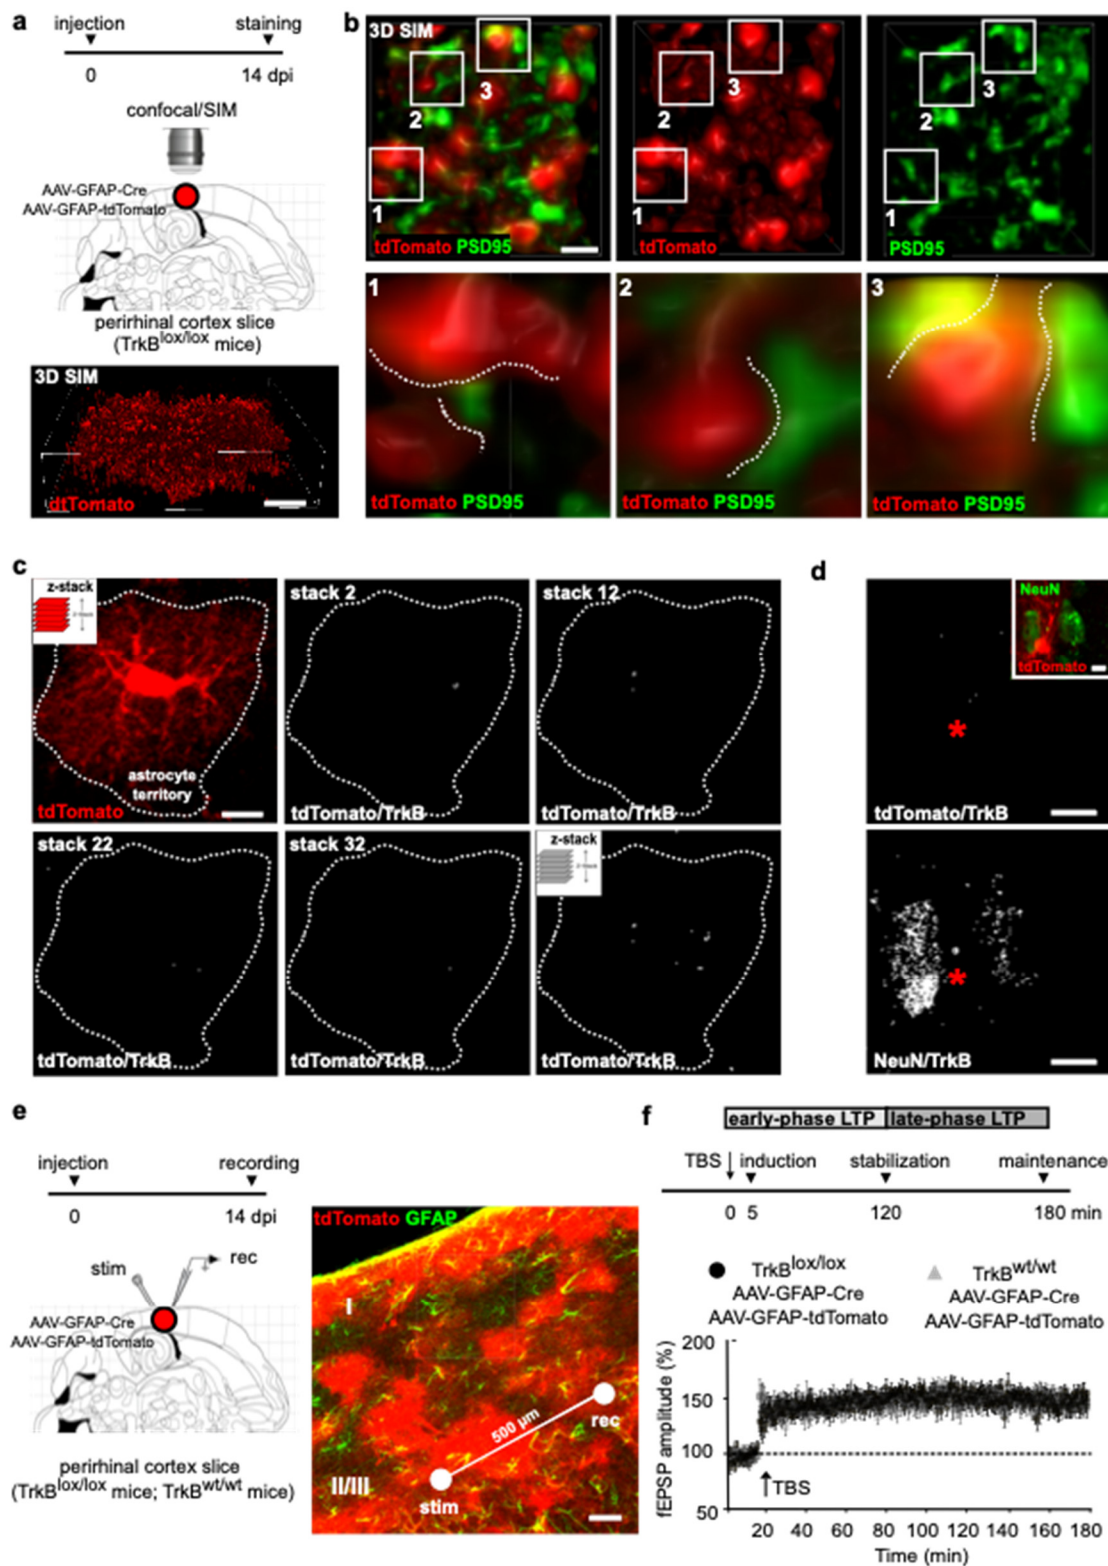 a
injection staining
0 14 dpi
confocal/SIM
AAV-GFAP-Cre
AAV-GFAP-tdTomato
perirhinal cortex slice
(TrkBlox/lox mice)
3D SIM
dtTomato
b
3D SIM
1
2
3
tdTomato PSD95
1
2
3
tdTomato
1
2
3
PSD95
1
tdTomato PSD95
2
tdTomato PSD95
3
tdTomato PSD95
c
z-stack
astrocyte
territory
tdTomato
stack 2
tdTomato/TrkB
stack 12
tdTomato/TrkB
stack 22
tdTomato/TrkB
stack 32
tdTomato/TrkB
z-stack
tdTomato/TrkB
d
NeuN
tdTomato
*
tdTomato/TrkB
*
NeuN/TrkB
e
injection recording
0 14 dpi
stim rec
AAV-GFAP-Cre
AAV-GFAP-tdTomato
perirhinal cortex slice
(TrkBlox/lox mice; TrkBwt/wt mice)
tdTomato GFAP
I
500 µm
rec
II/III
stim
f
early-phase LTP late-phase LTP
TBS induction stabilization maintenance
0 5 120 180 min
TrkBlox/lox
AAV-GFAP-Cre
AAV-GFAP-tdTomato
TrkBwt/wt
AAV-GFAP-Cre
AAV-GFAP-tdTomato
fEPSP amplitude (%)
200
150
100
50
TBS
20 40 60 80 100 120 140 160 180
Time (min)